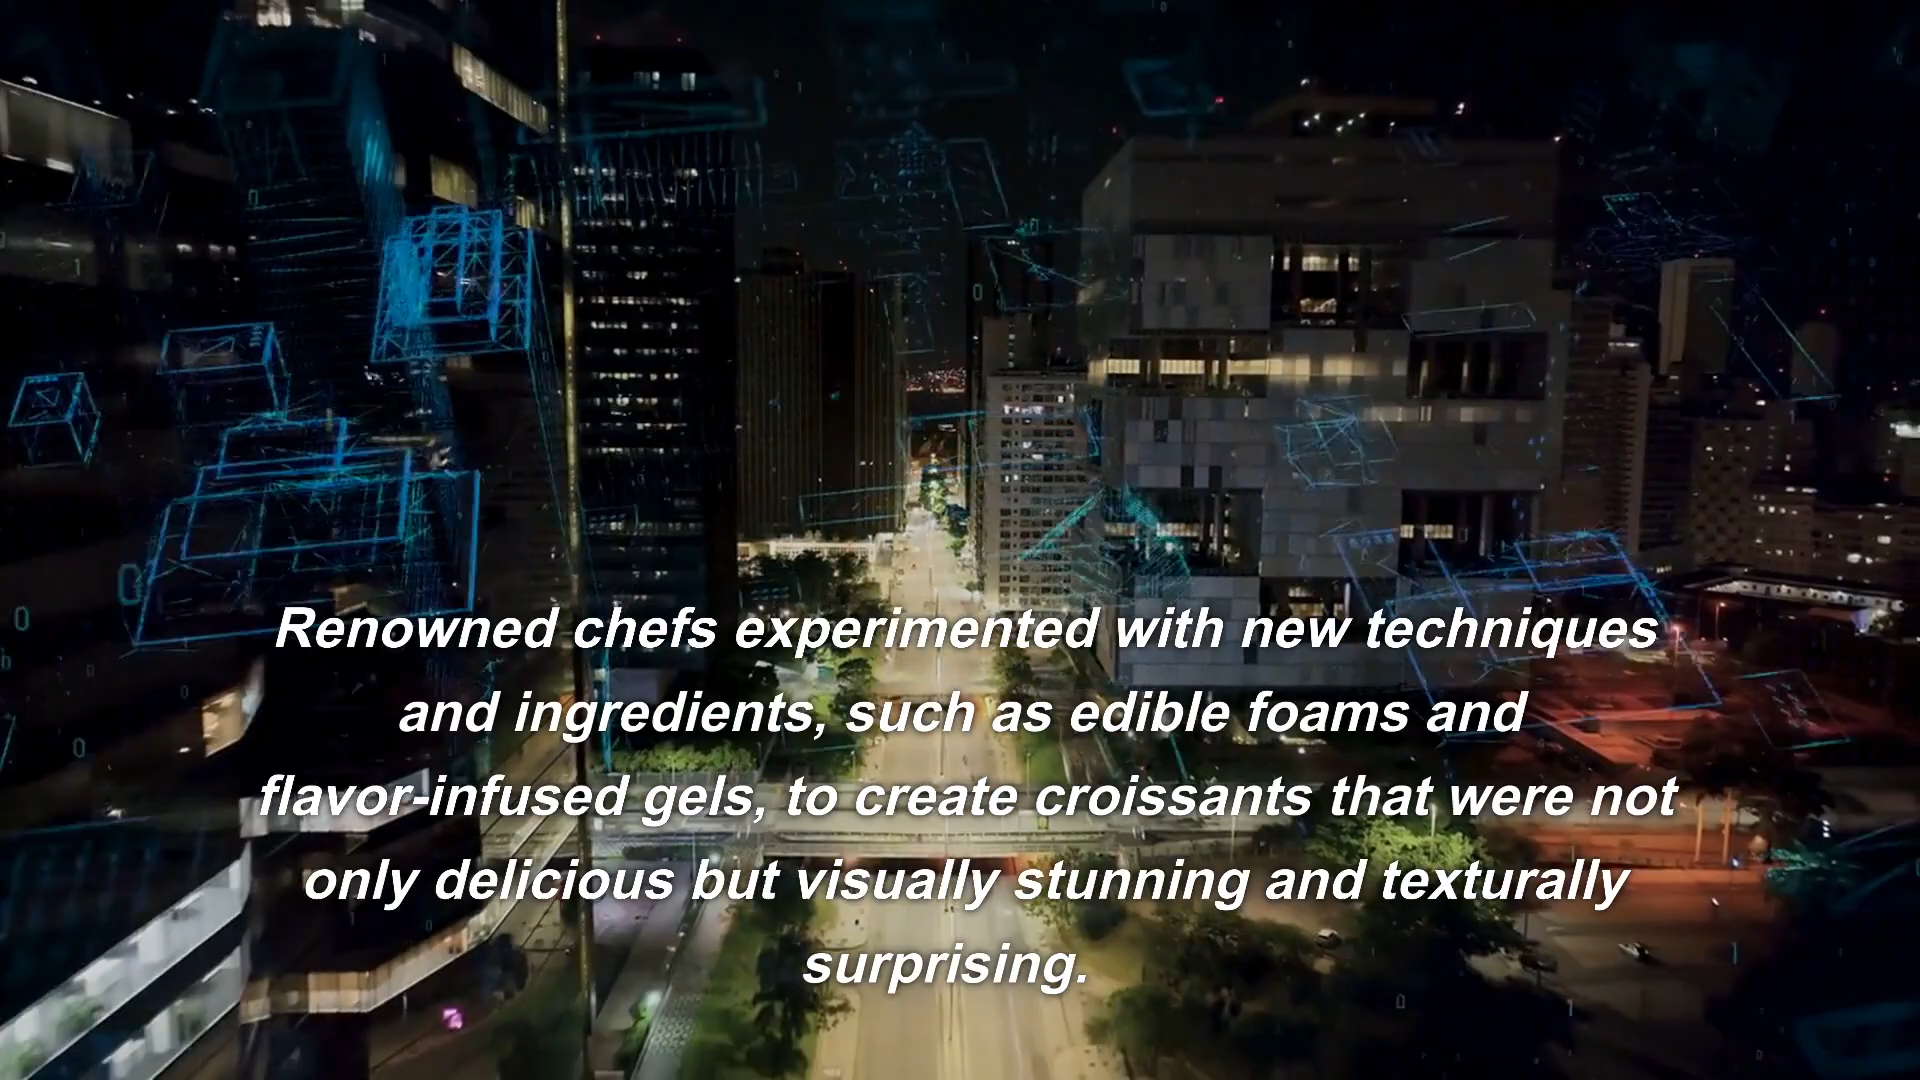 Renowned chefs experimented with new techniques
and ingredients, such as edible foams and
flavor-infused gels, to create croissants that were not
only delicious but visually stunning and texturally
surprising.